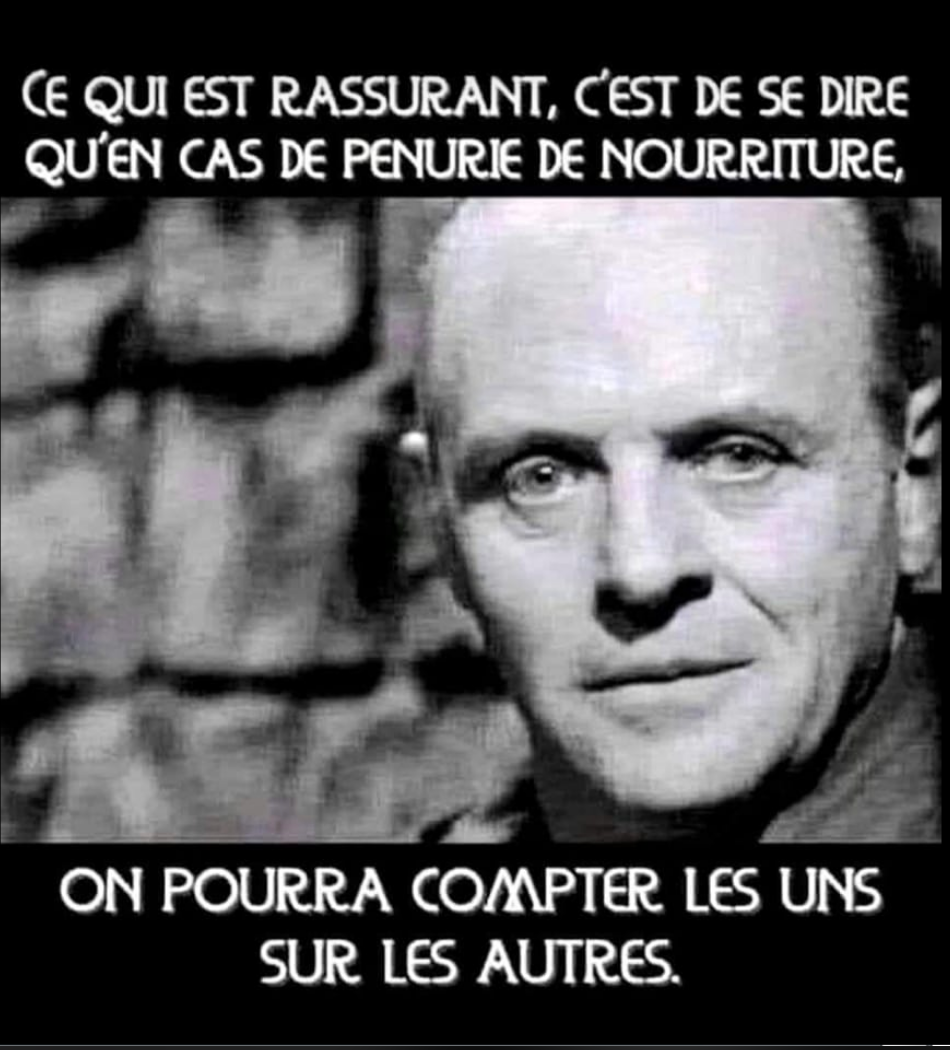 CE QUI EST RASSURANT, C'EST DE SE DIRE
QU'EN CAS DE PENURIE DE NOURRITURE,
ON POURRA COMPTER LES UNS
SUR LES AUTRES.